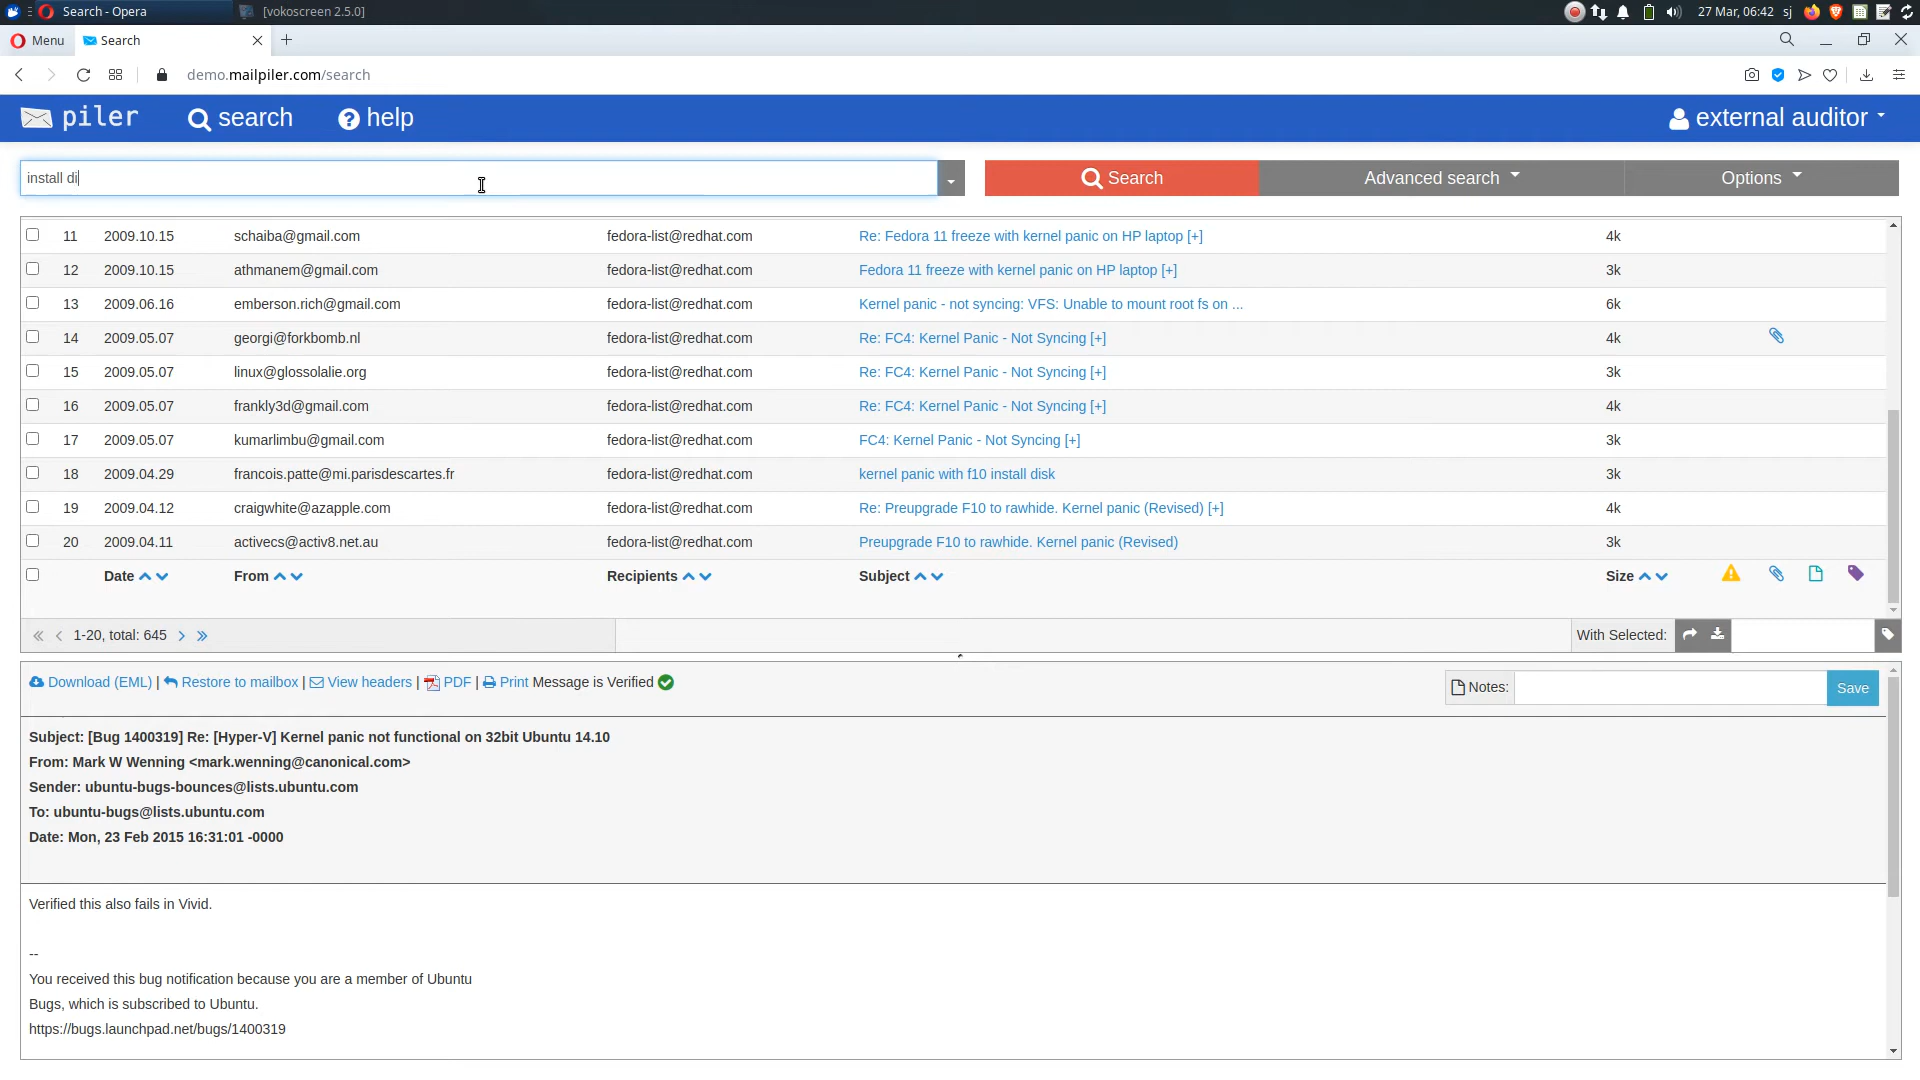 Search - Opera
[vokoscreen 2.5.0]
27 Mar, 06:42 sj
Menu
Search
demo.mailpiler.com/search
piler
search
help
external auditor
install di
Search
Advanced search
Options
11 2009.10.15 schaiba@gmail.com fedora-list@redhat.com Re: Fedora 11 freeze with kernel panic on HP laptop [+] 4k
12 2009.10.15 athmanem@gmail.com fedora-list@redhat.com Fedora 11 freeze with kernel panic on HP laptop [+] 3k
13 2009.06.16 emberson.rich@gmail.com fedora-list@redhat.com Kernel panic - not syncing: VFS: Unable to mount root fs on ... 6k
14 2009.05.07 georgi@forkbomb.nl fedora-list@redhat.com Re: FC4: Kernel Panic - Not Syncing [+] 4k
15 2009.05.07 linux@glossolalie.org fedora-list@redhat.com Re: FC4: Kernel Panic - Not Syncing [+] 3k
16 2009.05.07 frankly3d@gmail.com fedora-list@redhat.com Re: FC4: Kernel Panic - Not Syncing [+] 4k
17 2009.05.07 kumarlimbu@gmail.com fedora-list@redhat.com FC4: Kernel Panic - Not Syncing [+] 3k
18 2009.04.29 francois.patte@mi.parisdescartes.fr fedora-list@redhat.com kernel panic with f10 install disk 3k
19 2009.04.12 craigwhite@azapple.com fedora-list@redhat.com Re: Preupgrade F10 to rawhide. Kernel panic (Revised) [+] 4k
20 2009.04.11 activecs@activ8.net.au fedora-list@redhat.com Preupgrade F10 to rawhide. Kernel panic (Revised) 3k
Date From Recipients Subject Size
« ‹ 1-20, total: 645 › »
With Selected:
Download (EML) | Restore to mailbox | View headers | PDF | Print Message is Verified
Notes:
Save
Subject: [Bug 1400319] Re: [Hyper-V] Kernel panic not functional on 32bit Ubuntu 14.10
From: Mark W Wenning <mark.wenning@canonical.com>
Sender: ubuntu-bugs-bounces@lists.ubuntu.com
To: ubuntu-bugs@lists.ubuntu.com
Date: Mon, 23 Feb 2015 16:31:01 -0000
Verified this also fails in Vivid.
--
You received this bug notification because you are a member of Ubuntu
Bugs, which is subscribed to Ubuntu.
https://bugs.launchpad.net/bugs/1400319